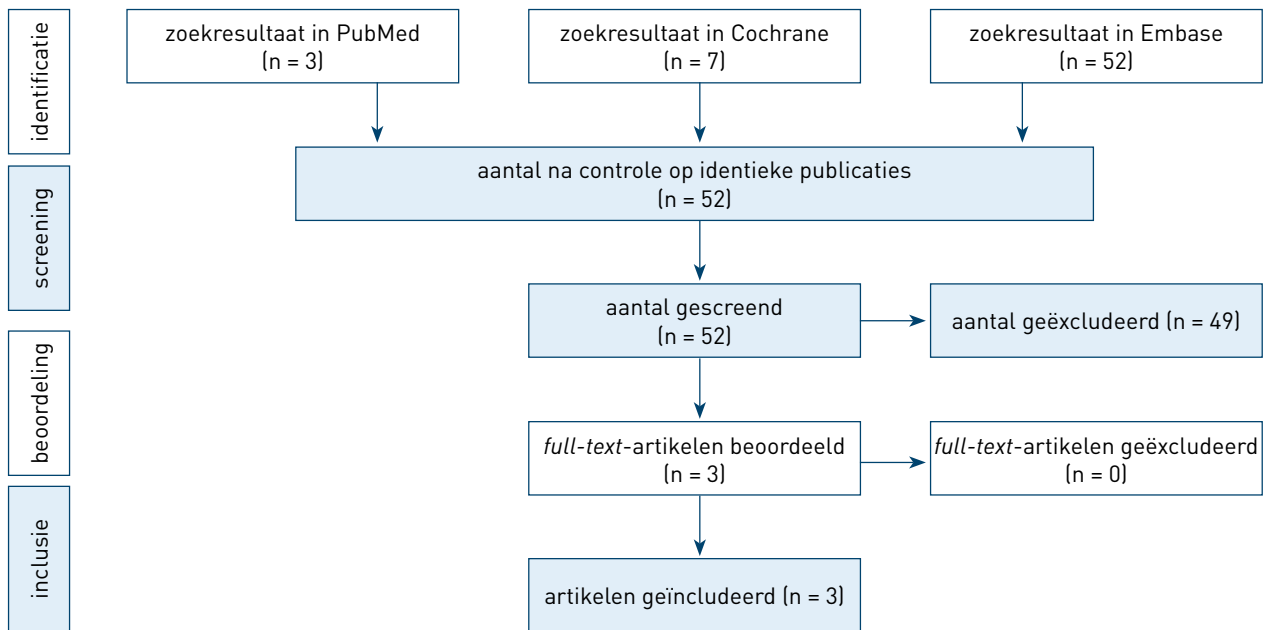 identificatie
zoekresultaat in PubMed
(n = 3)
zoekresultaat in Cochrane
(n = 7)
zoekresultaat in Embase
(n = 52)
screening
aantal na controle op identieke publicaties
(n = 52)
aantal gescreend
(n = 52)
aantal geëxcludeerd (n = 49)
beoordeling
full-text-artikelen beoordeeld
(n = 3)
full-text-artikelen geëxcludeerd
(n = 0)
inclusie
artikelen geïncludeerd (n = 3)